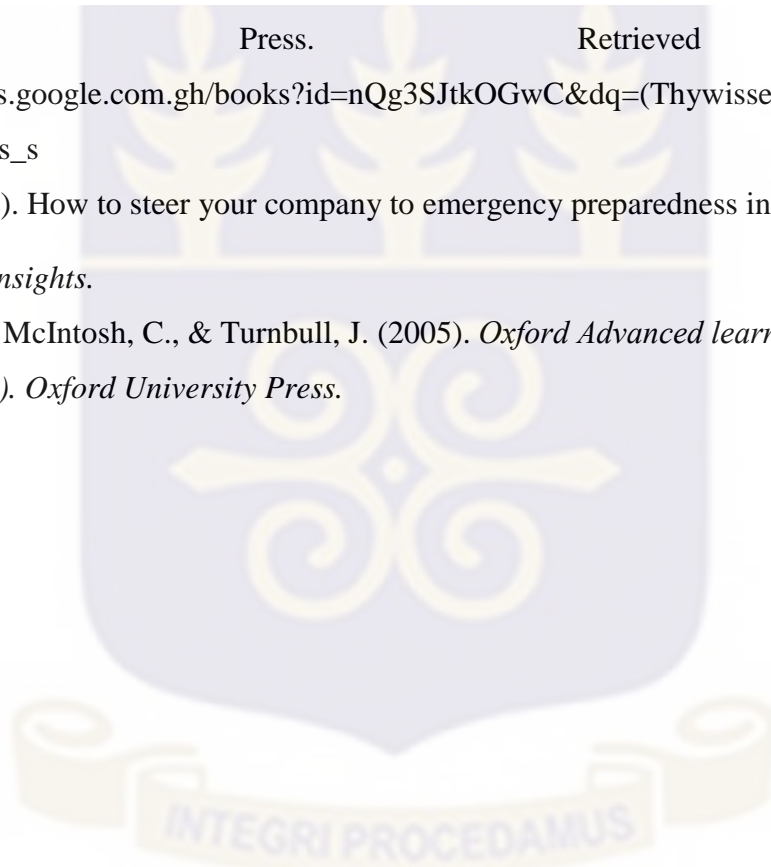 Press. Retrieved
s.google.com.gh/books?id=nQg3SJtkOGwC&dq=(Thywisse
s_s
). How to steer your company to emergency preparedness in
nsights.
McIntosh, C., & Turnbull, J. (2005). Oxford Advanced learn
). Oxford University Press.
INTEGRI PROCEDAMUS